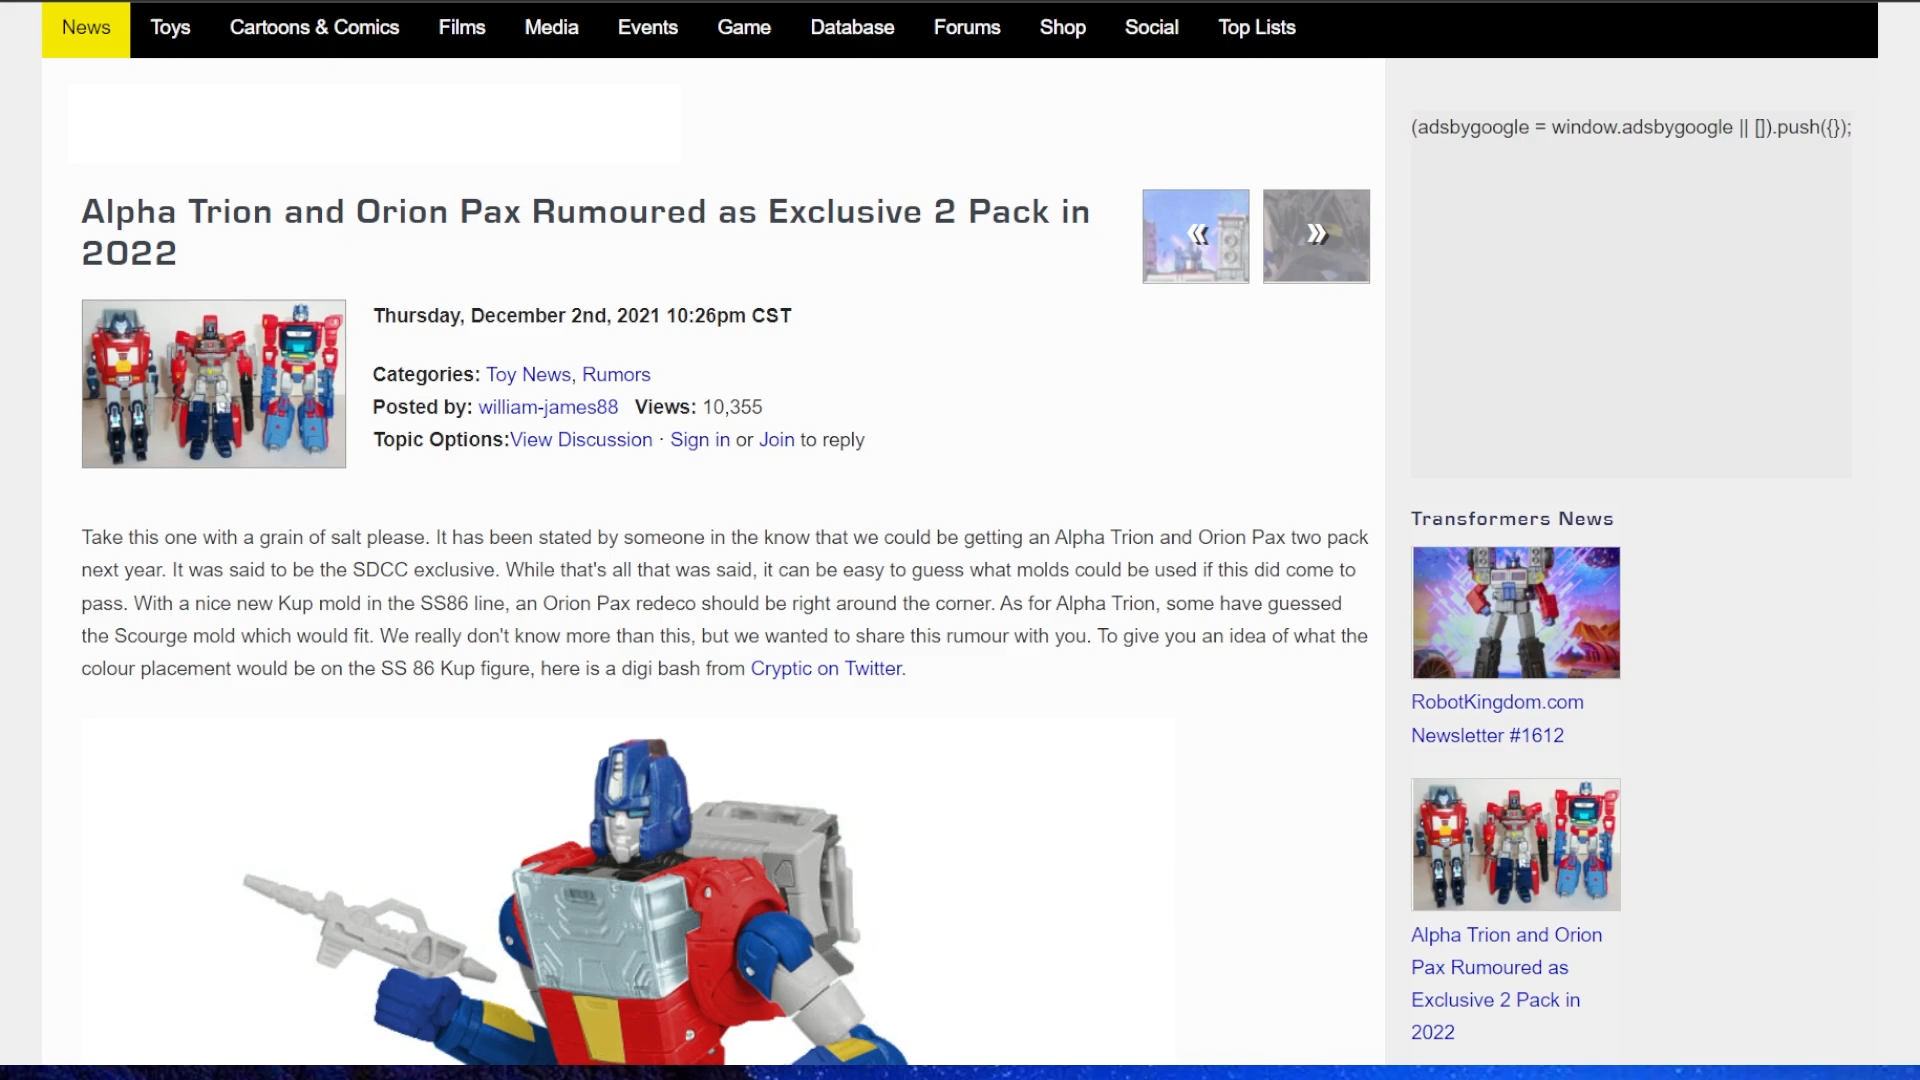 News Toys Cartoons & Comics Films Media Events Game Database Forums Shop Social Top Lists
(adsbygoogle = window.adsbygoogle || []).push({});
Alpha Trion and Orion Pax Rumoured as Exclusive 2 Pack in
2022
Thursday, December 2nd, 2021 10:26pm CST
Categories: Toy News, Rumors
Posted by: william-james88 Views: 10,355
Topic Options:View Discussion · Sign in or Join to reply
Take this one with a grain of salt please. It has been stated by someone in the know that we could be getting an Alpha Trion and Orion Pax two pack
next year. It was said to be the SDCC exclusive. While that's all that was said, it can be easy to guess what molds could be used if this did come to
pass. With a nice new Kup mold in the SS86 line, an Orion Pax redeco should be right around the corner. As for Alpha Trion, some have guessed
the Scourge mold which would fit. We really don't know more than this, but we wanted to share this rumour with you. To give you an idea of what the
colour placement would be on the SS 86 Kup figure, here is a digi bash from Cryptic on Twitter.
Transformers News
RobotKingdom.com
Newsletter #1612
Alpha Trion and Orion
Pax Rumoured as
Exclusive 2 Pack in
2022